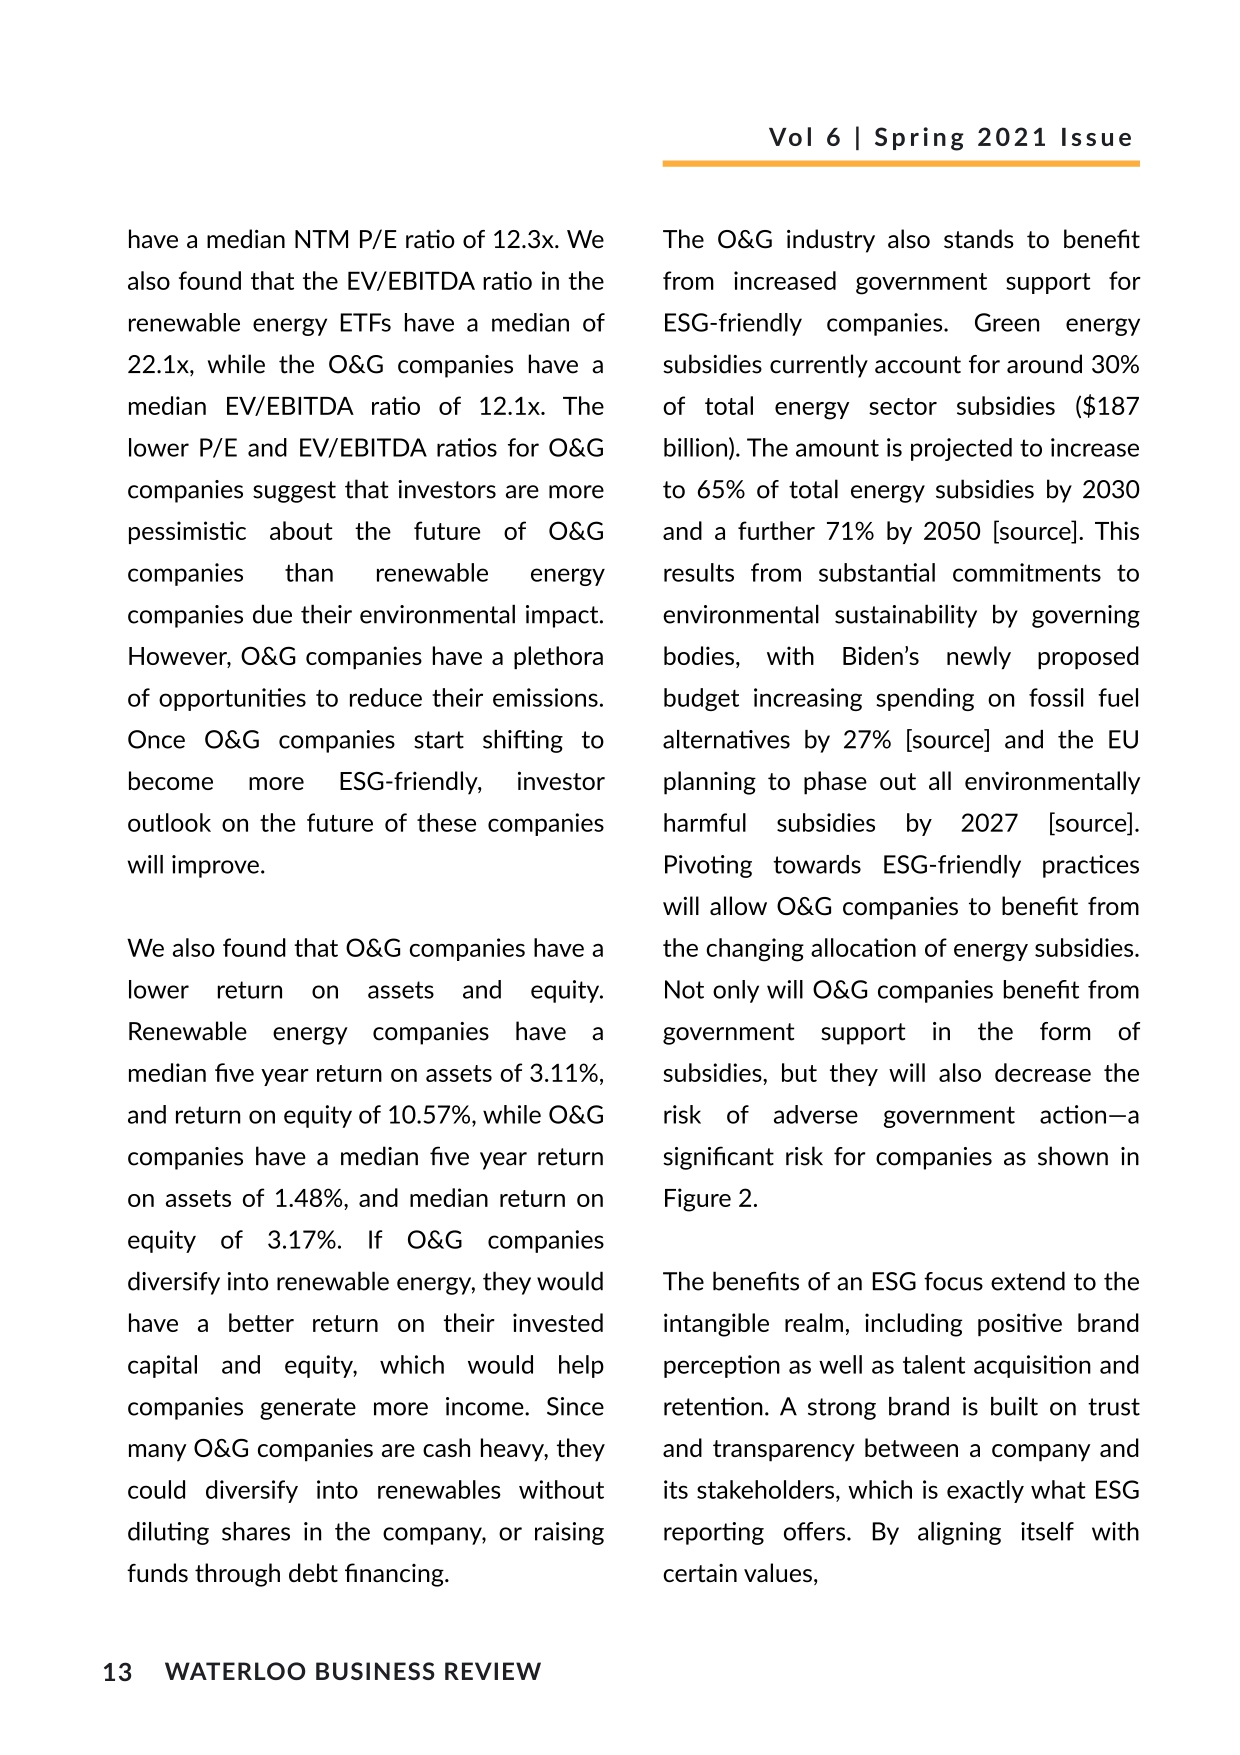 Vol 6 | Spring 2021 Issue
have a median NTM P/E ratio of 12.3x. We
also found that the EV/EBITDA ratio in the
renewable energy ETFs have a median of
22.1x, while the O&G companies have a
median EV/EBITDA ratio of 12.1x. The
lower P/E and EV/EBITDA ratios for O&G
companies suggest that investors are more
pessimistic about the future of O&G
companies than renewable energy
companies due their environmental impact.
However, O&G companies have a plethora
of opportunities to reduce their emissions.
Once O&G companies start shifting to
become more ESG-friendly, investor
outlook on the future of these companies
will improve.
We also found that O&G companies have a
lower return on assets and equity.
Renewable energy companies have a
median five year return on assets of 3.11%,
and return on equity of 10.57%, while O&G
companies have a median five year return
on assets of 1.48%, and median return on
equity of 3.17%. If O&G companies
diversify into renewable energy, they would
have a better return on their invested
capital and equity, which would help
companies generate more income. Since
many O&G companies are cash heavy, they
could diversify into renewables without
diluting shares in the company, or raising
funds through debt financing.
The O&G industry also stands to benefit
from increased government support for
ESG-friendly companies. Green energy
subsidies currently account for around 30%
of total energy sector subsidies ($187
billion). The amount is projected to increase
to 65% of total energy subsidies by 2030
and a further 71% by 2050 [source]. This
results from substantial commitments to
environmental sustainability by governing
bodies, with Biden’s newly proposed
budget increasing spending on fossil fuel
alternatives by 27% [source] and the EU
planning to phase out all environmentally
harmful subsidies by 2027 [source].
Pivoting towards ESG-friendly practices
will allow O&G companies to benefit from
the changing allocation of energy subsidies.
Not only will O&G companies benefit from
government support in the form of
subsidies, but they will also decrease the
risk of adverse government action—a
significant risk for companies as shown in
Figure 2.
The benefits of an ESG focus extend to the
intangible realm, including positive brand
perception as well as talent acquisition and
retention. A strong brand is built on trust
and transparency between a company and
its stakeholders, which is exactly what ESG
reporting offers. By aligning itself with
certain values,
13 WATERLOO BUSINESS REVIEW